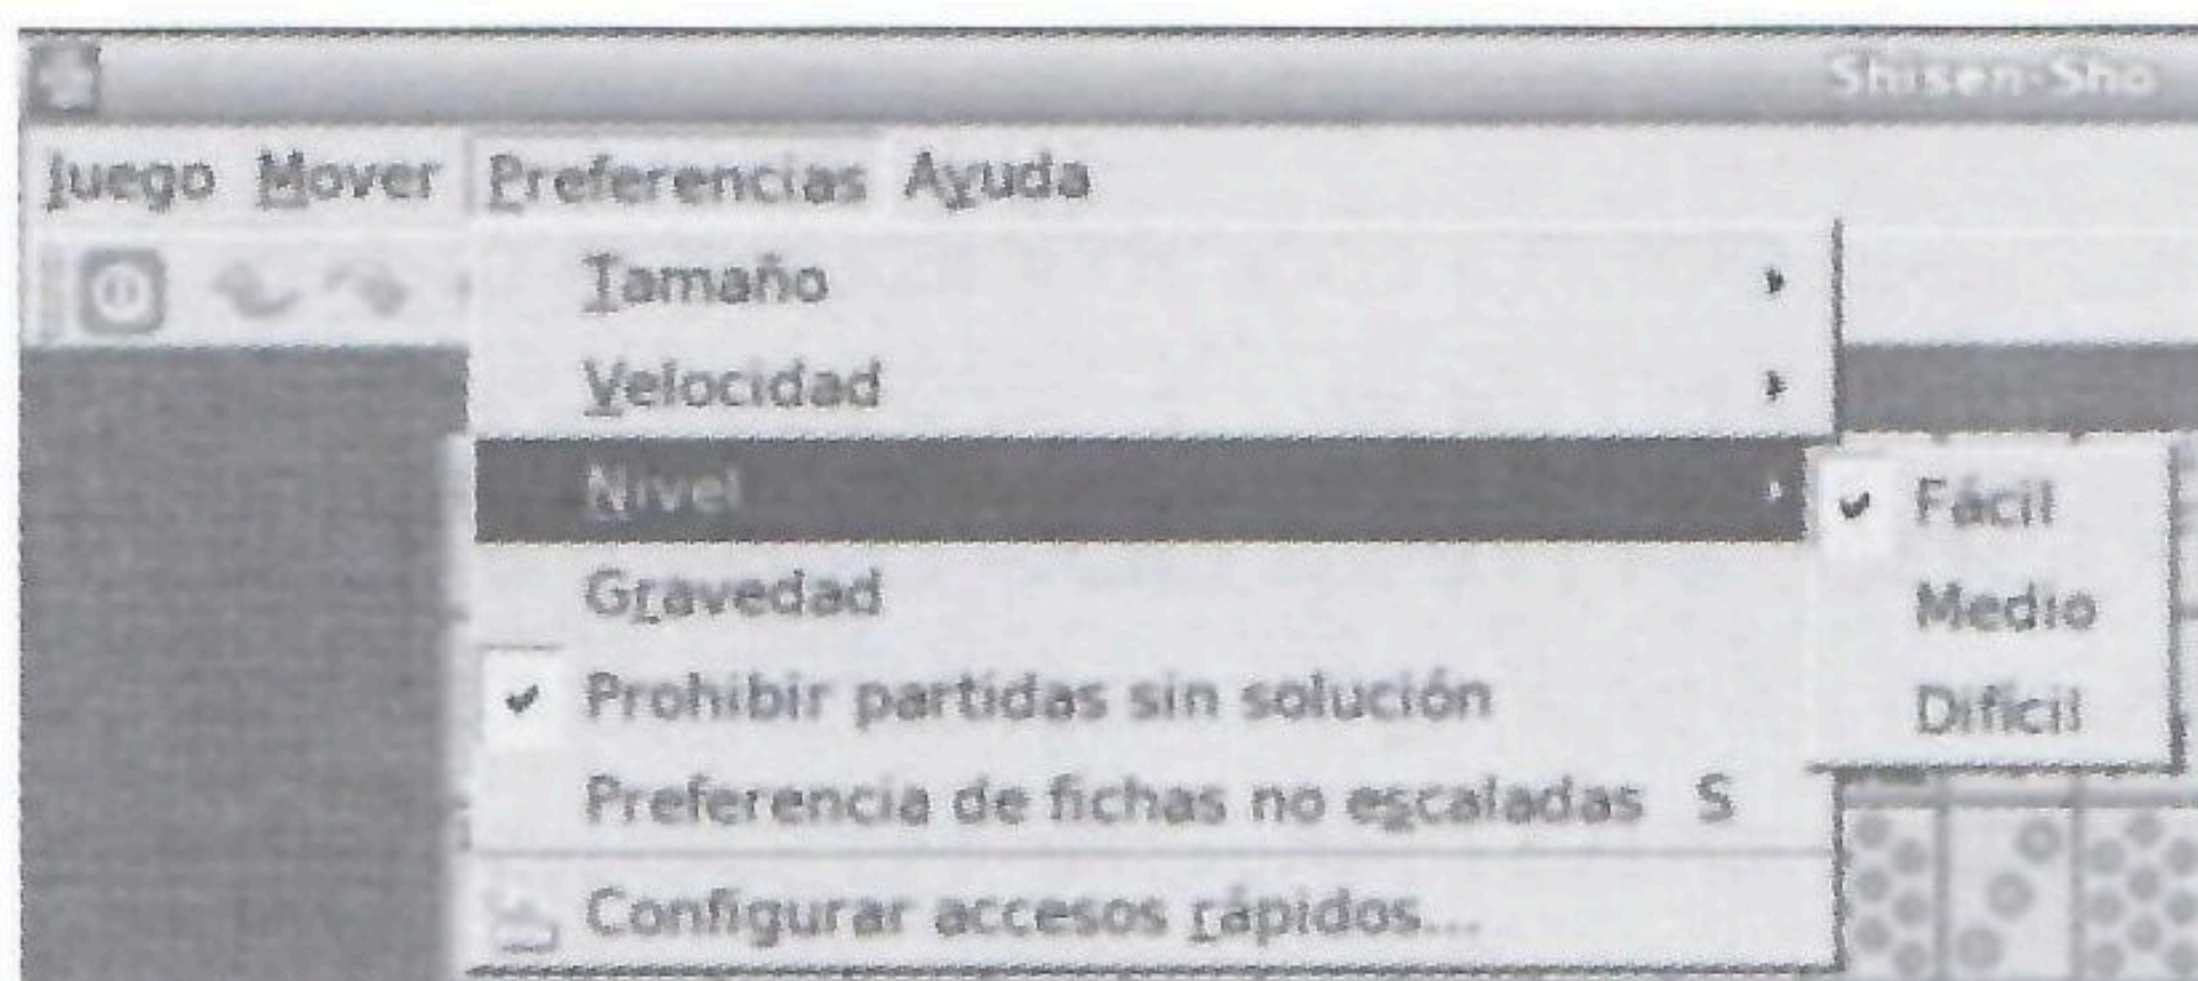 Shisen-Sho
Juego Mover Preferencias Ayuda
Tamaño
Velocidad
Nivel
Gravedad
Prohibir partidas sin solución
Preferencia de fichas no escaladas S
Configurar accesos rápidos...
Fácil
Medio
Difícil